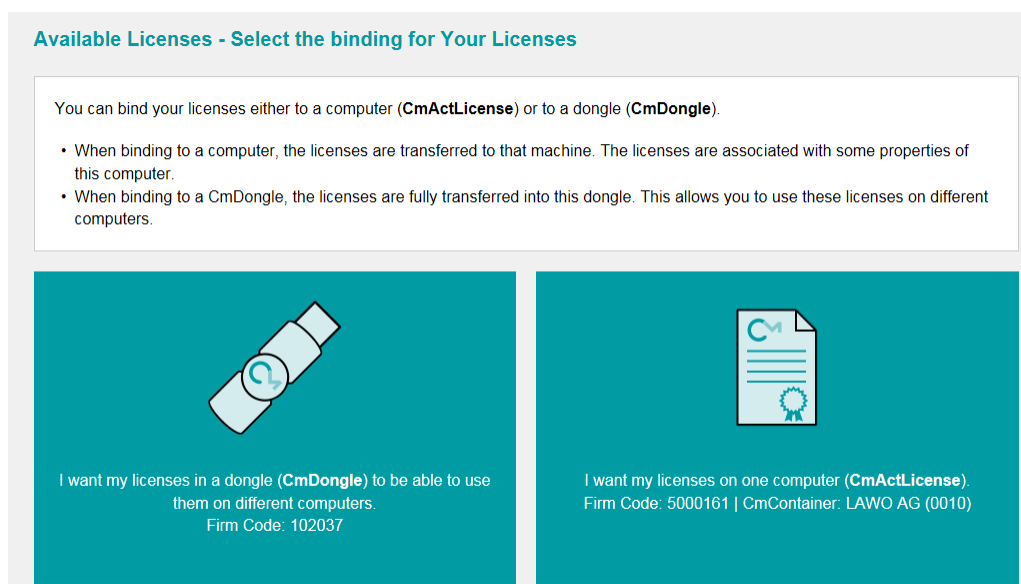 Available Licenses - Select the binding for Your Licenses
You can bind your licenses either to a computer (CmActLicense) or to a dongle (CmDongle).
• When binding to a computer, the licenses are transferred to that machine. The licenses are associated with some properties of
this computer.
• When binding to a CmDongle, the licenses are fully transferred into this dongle. This allows you to use these licenses on different
computers.
I want my licenses in a dongle (CmDongle) to be able to use
them on different computers.
Firm Code: 102037
I want my licenses on one computer (CmActLicense).
Firm Code: 5000161 | CmContainer: LAWO AG (0010)